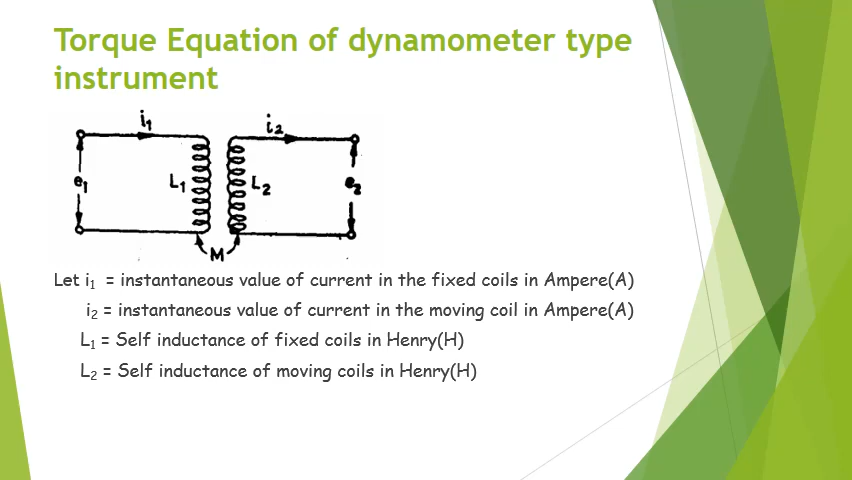 Torque Equation of dynamometer type
instrument
i₁
i₂
e₁
L₁
L₂
e₂
M
Let i₁ = instantaneous value of current in the fixed coils in Ampere(A)
i₂ = instantaneous value of current in the moving coil in Ampere(A)
L₁ = Self inductance of fixed coils in Henry(H)
L₂ = Self inductance of moving coils in Henry(H)